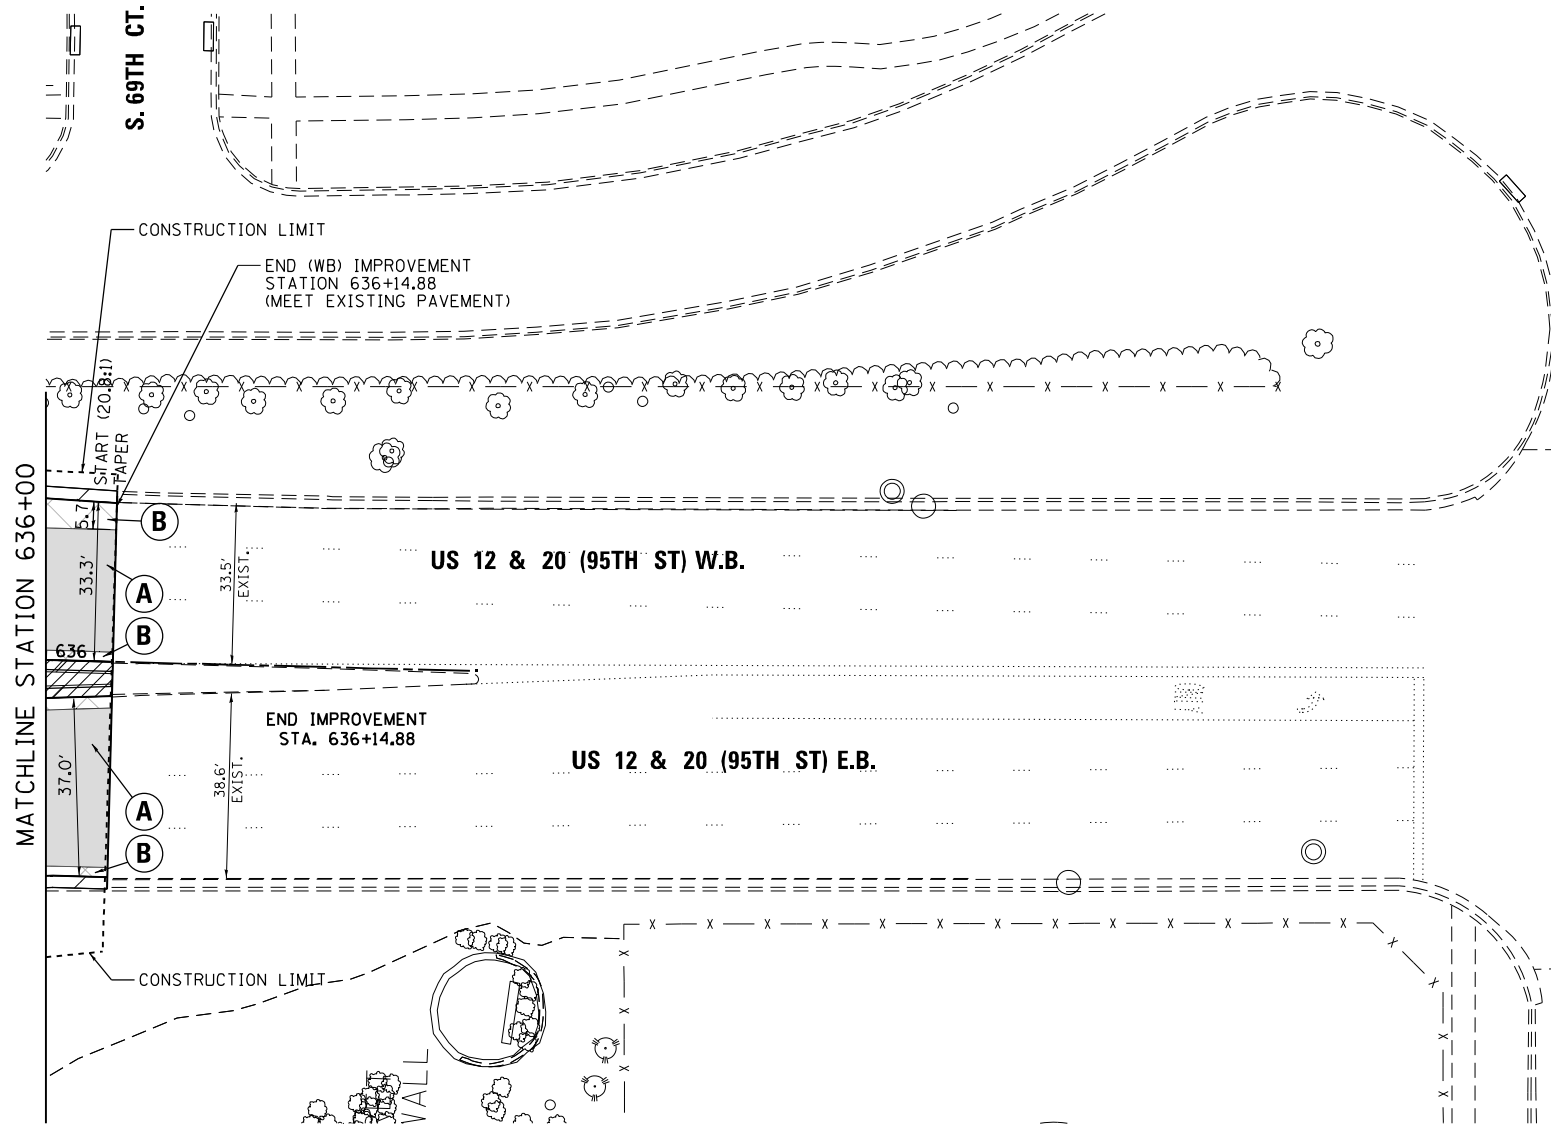 S. 69TH CT.
CONSTRUCTION LIMIT
END (WB) IMPROVEMENT
STATION 636+14.88
(MEET EXISTING PAVEMENT)
START (20.8:1)
TAPER
MATCHLINE STATION 636+00
5.7'
B
33.3'
A
B
636
33.5'
EXIST.
US 12 & 20 (95TH ST) W.B.
END IMPROVEMENT
STA. 636+14.88
US 12 & 20 (95TH ST) E.B.
37.0'
38.6'
EXIST.
A
B
CONSTRUCTION LIMIT